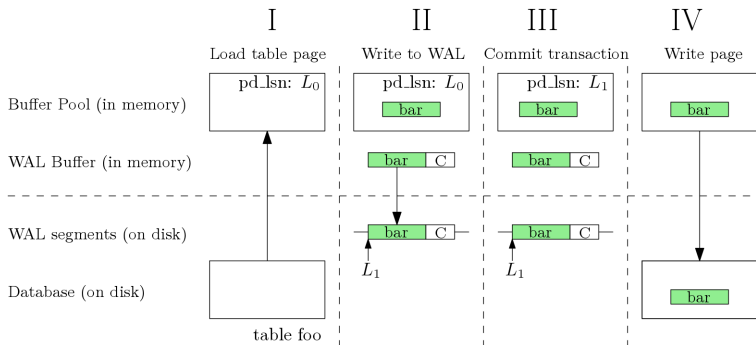 I II III IV
Load table page Write to WAL Commit transaction Write page
pd_lsn: L0 pd_lsn: L0 pd_lsn: L1
Buffer Pool (in memory) bar bar bar
WAL Buffer (in memory) bar C bar C
WAL segments (on disk) bar C bar C
L1 L1
Database (on disk) bar
table foo